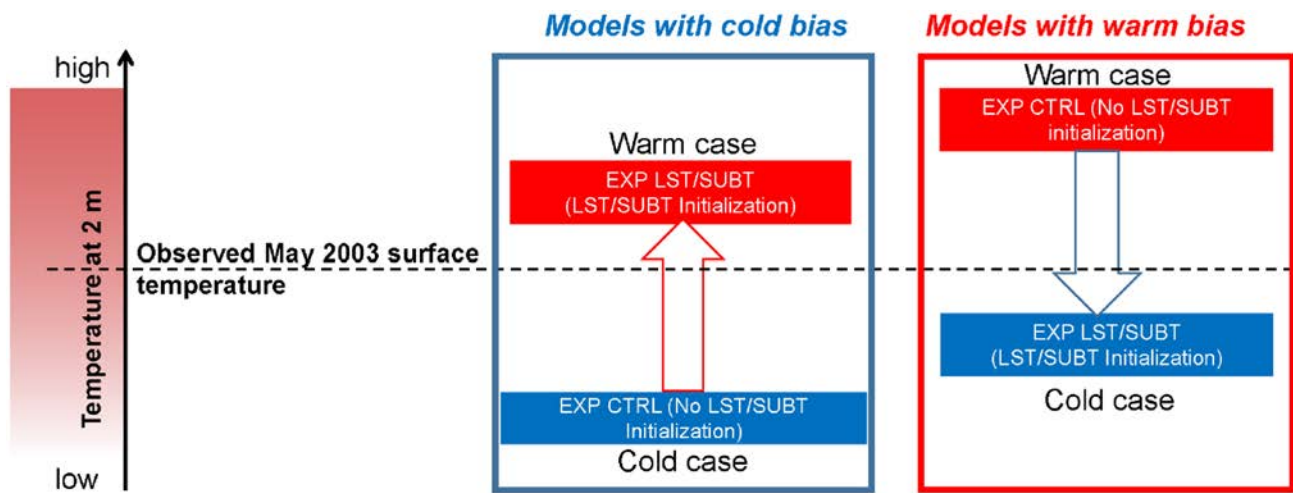 Models with cold bias
Models with warm bias
high
Temperature at 2 m
low
Observed May 2003 surface
temperature
Warm case
EXP LST/SUBT
(LST/SUBT Initialization)
EXP CTRL (No LST/SUBT
Initialization)
Cold case
Warm case
EXP CTRL (No LST/SUBT
initialization)
EXP LST/SUBT
(LST/SUBT Initialization)
Cold case